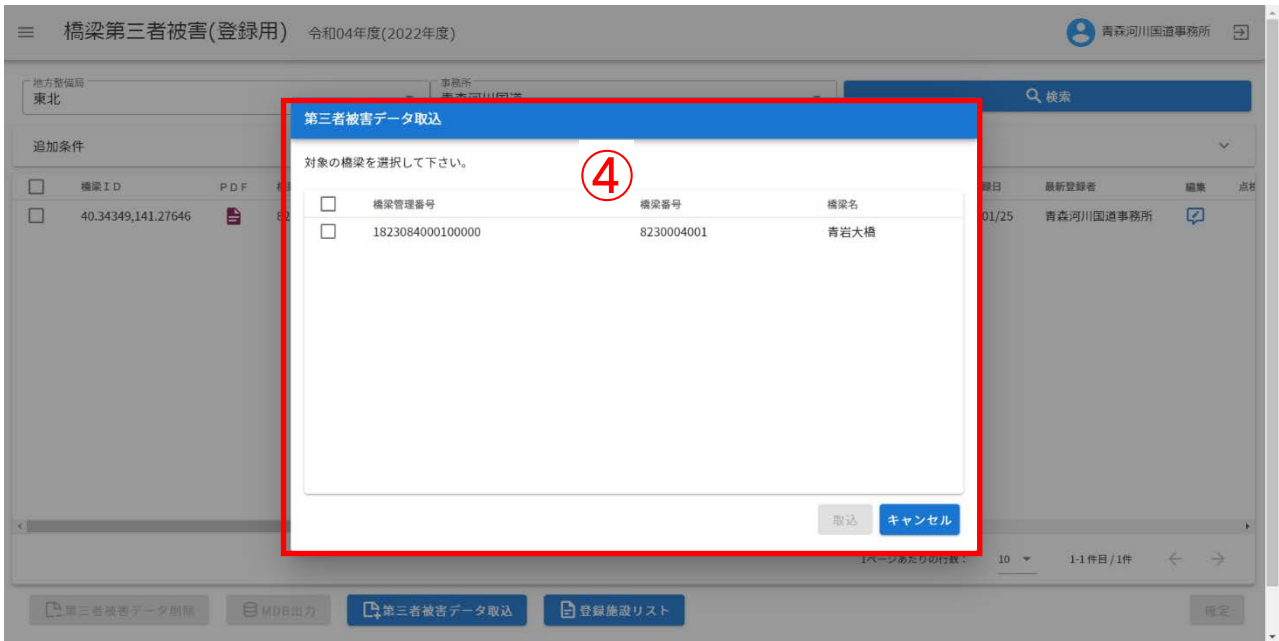 橋梁第三者被害(登録用) 令和04年度(2022年度) 青森河川国道事務所
地方整備局 事務所
東北 青森河川国道 検索
第三者被害データ取込
追加条件
対象の橋梁を選択して下さい。
④
橋梁ID PDF 最新登録者 編集
橋梁管理番号 橋梁番号 橋梁名
40.34349,141.27646 82 01/25 青森河川国道事務所
1823084000100000 8230004001 青岩大橋
取込 キャンセル
1ページあたりの行数: 10 1-1 件目 / 1件
第三者被害データ削除 MDB出力 第三者被害データ取込 登録施設リスト 確定